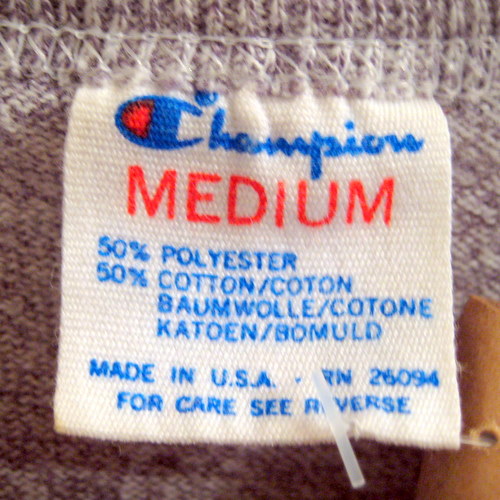 Champion
MEDIUM
50% POLYESTER
50% COTTON/COTON
BAUMWOLLE/COTONE
KATOEN/BOMULD
MADE IN U.S.A. - RN 26094
FOR CARE SEE REVERSE